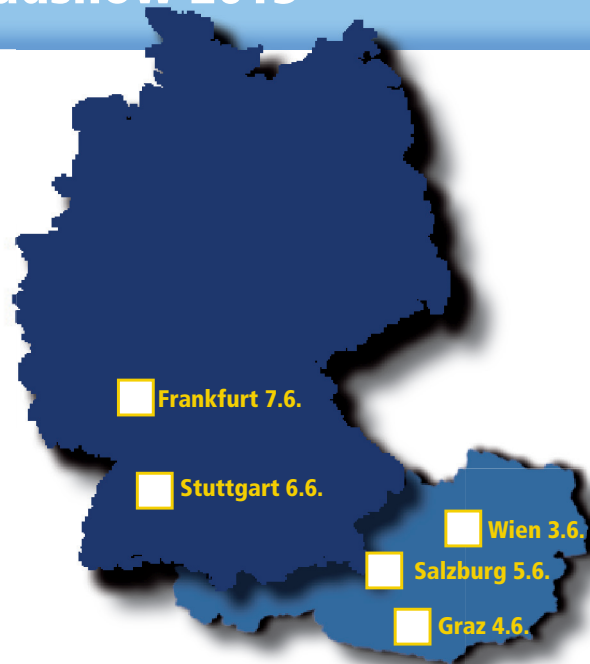 Frankfurt 7.6.
Stuttgart 6.6.
Wien 3.6.
Salzburg 5.6.
Graz 4.6.